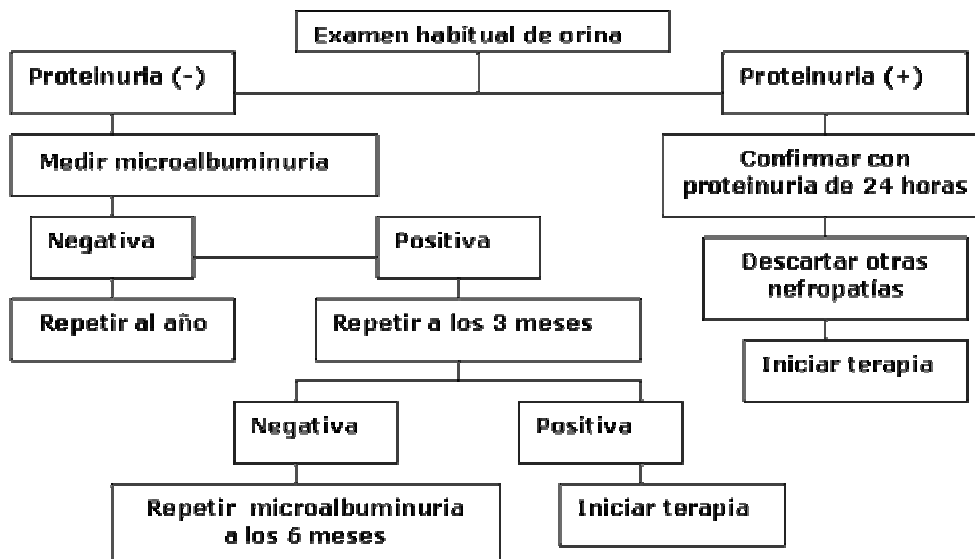 Examen habitual de orina
Proteinuria (-)
Proteinuria (+)
Medir microalbuminuria
Confirmar con
proteinuria de 24 horas
Negativa
Positiva
Descartar otras
nefropatías
Repetir al año
Repetir a los 3 meses
Iniciar terapia
Negativa
Positiva
Repetir microalbuminuria
a los 6 meses
Iniciar terapia